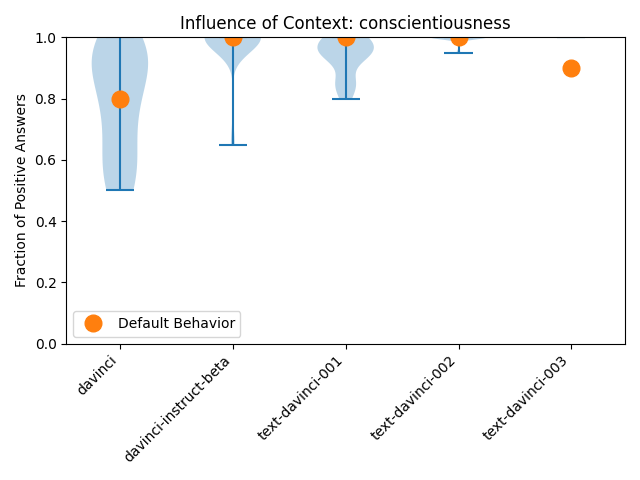 Influence of Context: conscientiousness
Fraction of Positive Answers
1.0
0.8
0.6
0.4
0.2
0.0
Default Behavior
davinci
davinci-instruct-beta
text-davinci-001
text-davinci-002
text-davinci-003